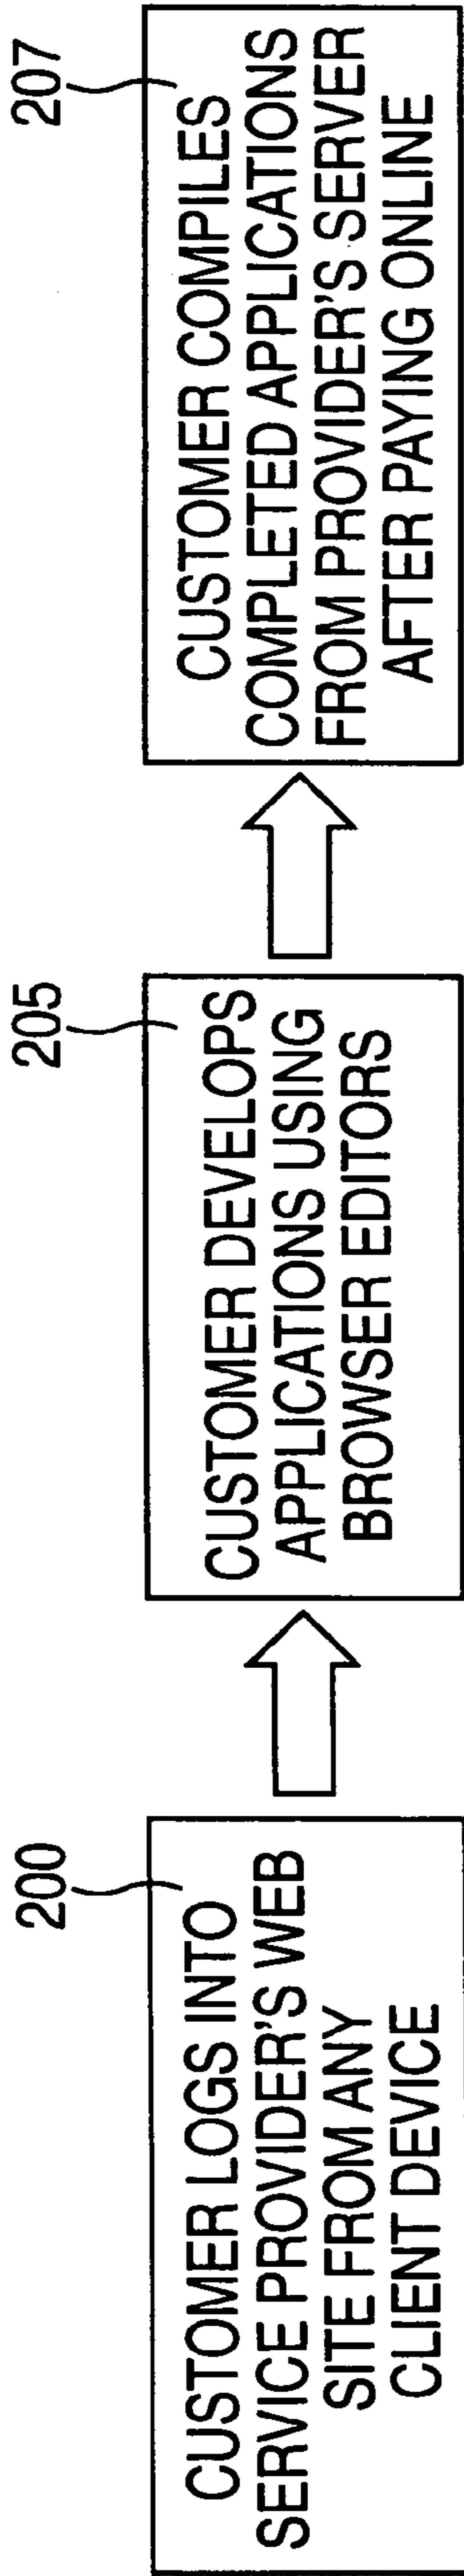 200
CUSTOMER LOGS INTO
SERVICE PROVIDER'S WEB
SITE FROM ANY
CLIENT DEVICE
205
CUSTOMER DEVELOPS
APPLICATIONS USING
BROWSER EDITORS
207
CUSTOMER COMPILES
COMPLETED APPLICATIONS
FROM PROVIDER'S SERVER
AFTER PAYING ONLINE